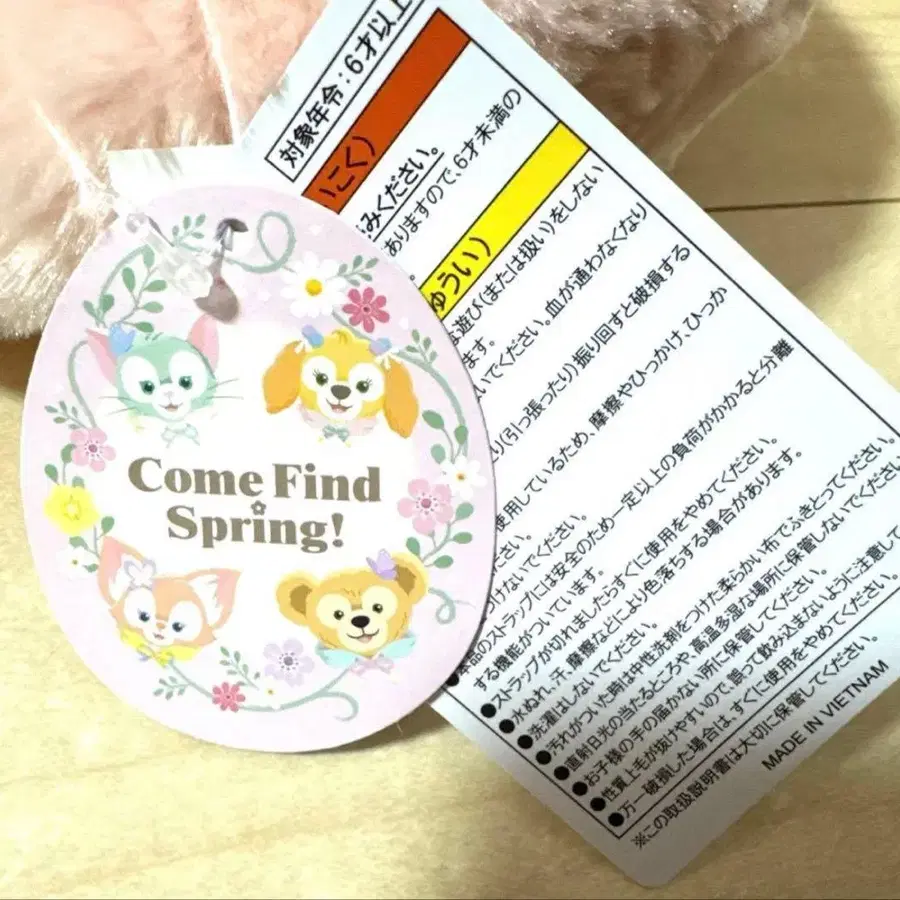 Come Find
Spring!
対象年令：6才以上
いこく）
みください。
ありますので、6才未満の
ゅうい）
な遊び（または扱い）をしない
ます。
いでください。血が通わなくなり
り（引っ張ったり）振り回すと破損する
使用しているため、摩擦やひっかけ、ひっか
さい。
つけないでください。
品のストラップには安全のため一定以上の負荷がかかると分離
する機能がついています。
●ストラップが切れましたらすぐに使用をやめてください。
●水ぬれ、汗、摩擦などにより色落ちする場合があります。
●洗濯はしないでください。
●汚れがついた時は中性洗剤をつけた柔らかい布でふきとってください。
●直射日光の当たるところや、高温多湿な場所に保管しないでください
●お子様の手の届かない所に保管してください。
●性質上毛が抜けやすいので、誤って飲み込まないように注意して
●万一破損した場合は、すぐに使用をやめてください。
※この取扱説明書は大切に保管してください。
MADE IN VIETNAM